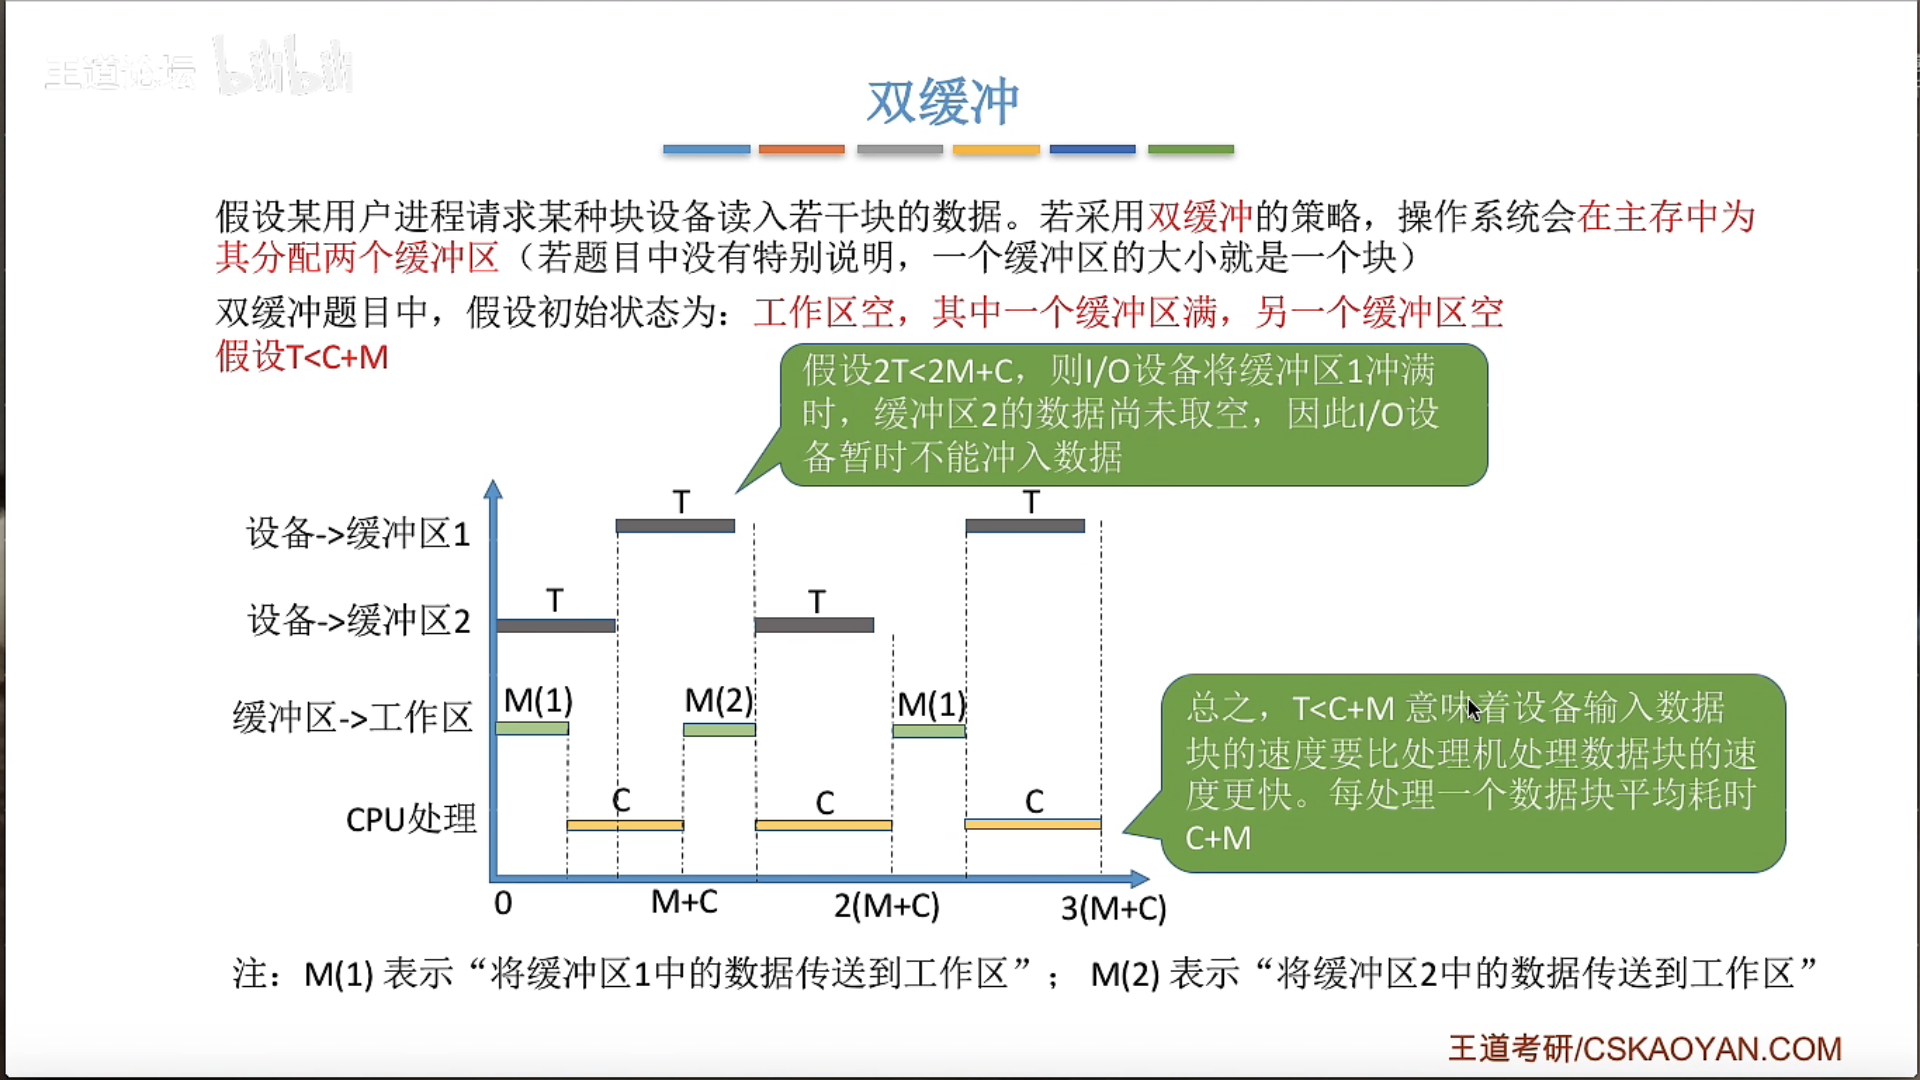 王道论坛 bilibili
双缓冲
假设某用户进程请求某种块设备读入若干块的数据。若采用双缓冲的策略，操作系统会在主存中为
其分配两个缓冲区（若题目中没有特别说明，一个缓冲区的大小就是一个块）
双缓冲题目中，假设初始状态为：工作区空，其中一个缓冲区满，另一个缓冲区空
假设T<C+M
假设2T<2M+C，则I/O设备将缓冲区1冲满
时，缓冲区2的数据尚未取空，因此I/O设
备暂时不能冲入数据
T
T
设备->缓冲区1
T
T
设备->缓冲区2
M(1)
M(2)
M(1)
缓冲区->工作区
C
C
C
CPU处理
总之，T<C+M 意味着设备输入数据
块的速度要比处理机处理数据块的速
度更快。每处理一个数据块平均耗时
C+M
0
M+C
2(M+C)
3(M+C)
注：M(1) 表示“将缓冲区1中的数据传送到工作区”； M(2) 表示“将缓冲区2中的数据传送到工作区”
王道考研/CSKAOYAN.COM